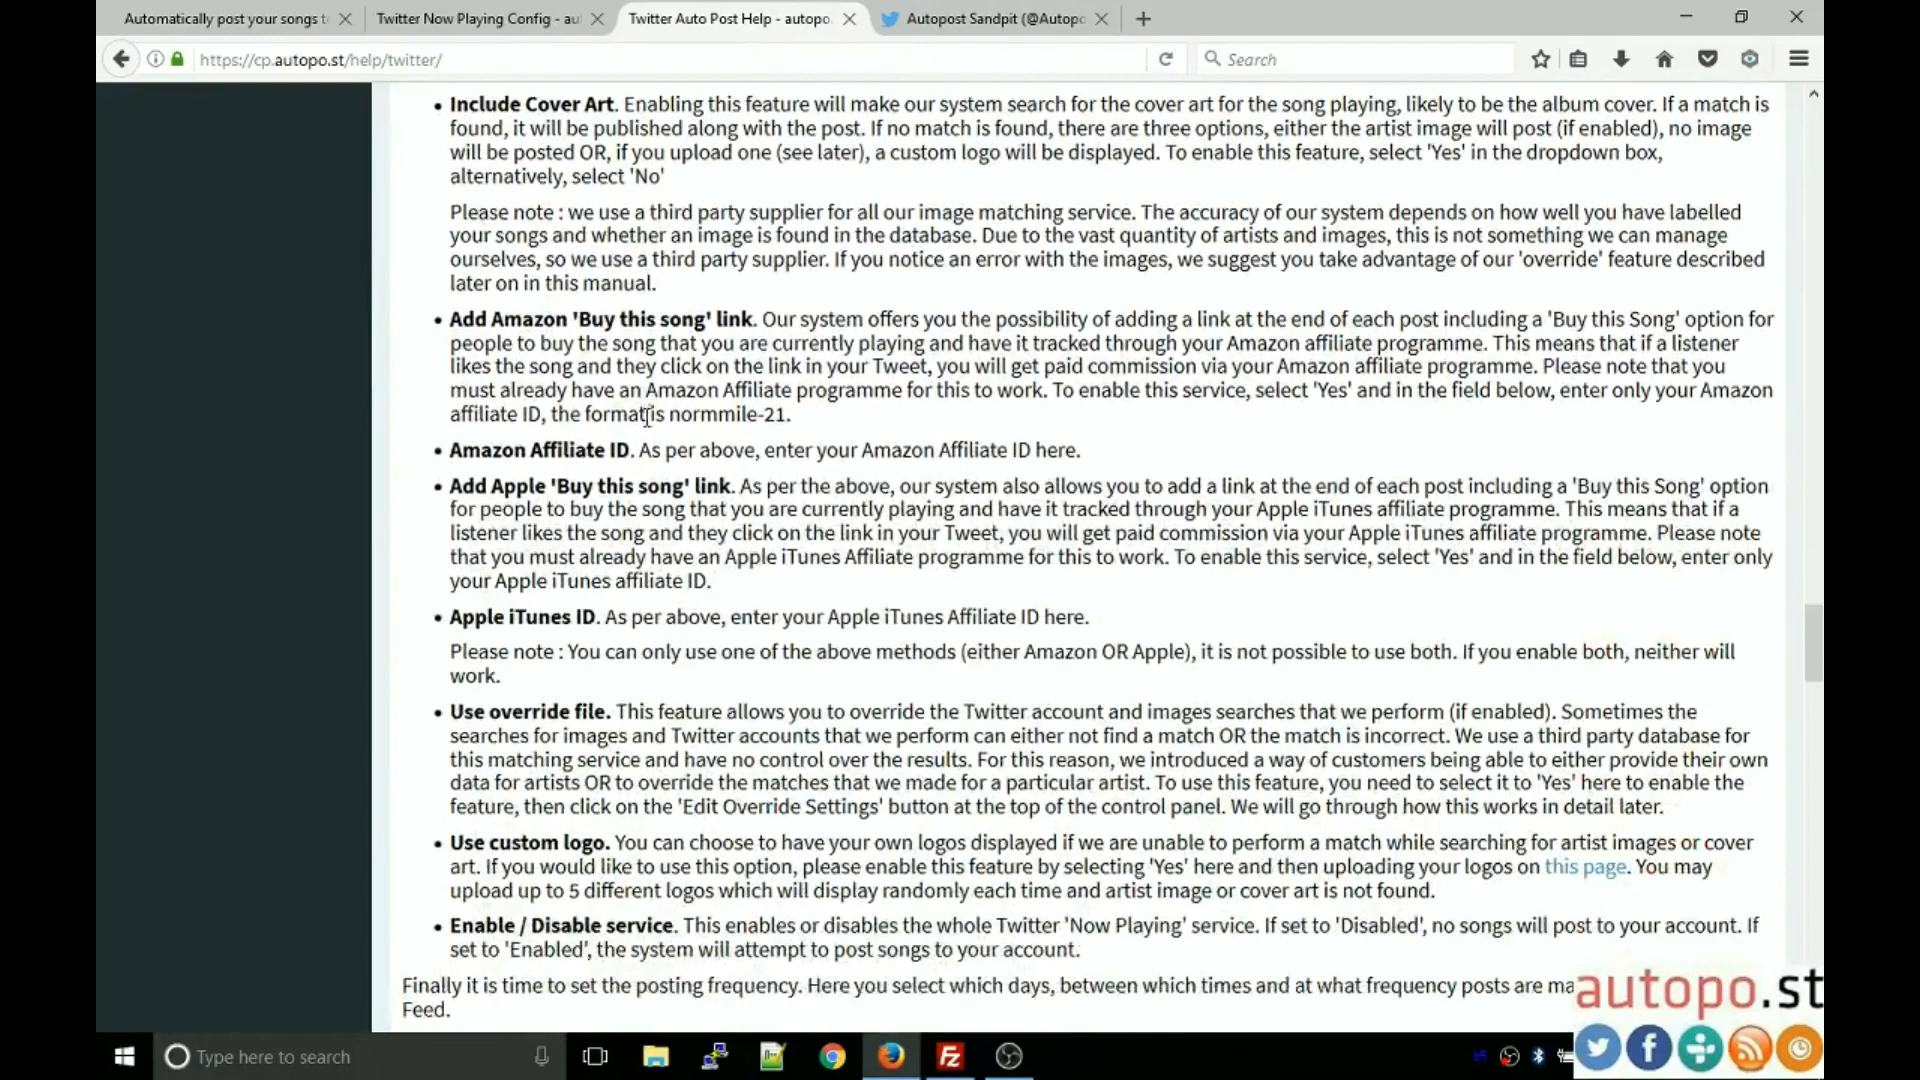 Automatically post your songs t
Twitter Now Playing Config - au
Twitter Auto Post Help - autopo.
Autopost Sandpit (@Autopo
https://cp.autopo.st/help/twitter/
Search
• Include Cover Art. Enabling this feature will make our system search for the cover art for the song playing, likely to be the album cover. If a match is
found, it will be published along with the post. If no match is found, there are three options, either the artist image will post (if enabled), no image
will be posted OR, if you upload one (see later), a custom logo will be displayed. To enable this feature, select 'Yes' in the dropdown box,
alternatively, select 'No'
Please note : we use a third party supplier for all our image matching service. The accuracy of our system depends on how well you have labelled
your songs and whether an image is found in the database. Due to the vast quantity of artists and images, this is not something we can manage
ourselves, so we use a third party supplier. If you notice an error with the images, we suggest you take advantage of our 'override' feature described
later on in this manual.
• Add Amazon 'Buy this song' link. Our system offers you the possibility of adding a link at the end of each post including a 'Buy this Song' option for
people to buy the song that you are currently playing and have it tracked through your Amazon affiliate programme. This means that if a listener
likes the song and they click on the link in your Tweet, you will get paid commission via your Amazon affiliate programme. Please note that you
must already have an Amazon Affiliate programme for this to work. To enable this service, select 'Yes' and in the field below, enter only your Amazon
affiliate ID, the format is normmile-21.
• Amazon Affiliate ID. As per above, enter your Amazon Affiliate ID here.
• Add Apple 'Buy this song' link. As per the above, our system also allows you to add a link at the end of each post including a 'Buy this Song' option
for people to buy the song that you are currently playing and have it tracked through your Apple iTunes affiliate programme. This means that if a
listener likes the song and they click on the link in your Tweet, you will get paid commission via your Apple iTunes affiliate programme. Please note
that you must already have an Apple iTunes Affiliate programme for this to work. To enable this service, select 'Yes' and in the field below, enter only
your Apple iTunes affiliate ID.
• Apple iTunes ID. As per above, enter your Apple iTunes Affiliate ID here.
Please note : You can only use one of the above methods (either Amazon OR Apple), it is not possible to use both. If you enable both, neither will
work.
• Use override file. This feature allows you to override the Twitter account and images searches that we perform (if enabled). Sometimes the
searches for images and Twitter accounts that we perform can either not find a match OR the match is incorrect. We use a third party database for
this matching service and have no control over the results. For this reason, we introduced a way of customers being able to either provide their own
data for artists OR to override the matches that we made for a particular artist. To use this feature, you need to select it to 'Yes' here to enable the
feature, then click on the 'Edit Override Settings' button at the top of the control panel. We will go through how this works in detail later.
• Use custom logo. You can choose to have your own logos displayed if we are unable to perform a match while searching for artist images or cover
art. If you would like to use this option, please enable this feature by selecting 'Yes' here and then uploading your logos on this page. You may
upload up to 5 different logos which will display randomly each time and artist image or cover art is not found.
• Enable / Disable service. This enables or disables the whole Twitter 'Now Playing' service. If set to 'Disabled', no songs will post to your account. If
set to 'Enabled', the system will attempt to post songs to your account.
Finally it is time to set the posting frequency. Here you select which days, between which times and at what frequency posts are ma
Feed.
autopo.st
Type here to search